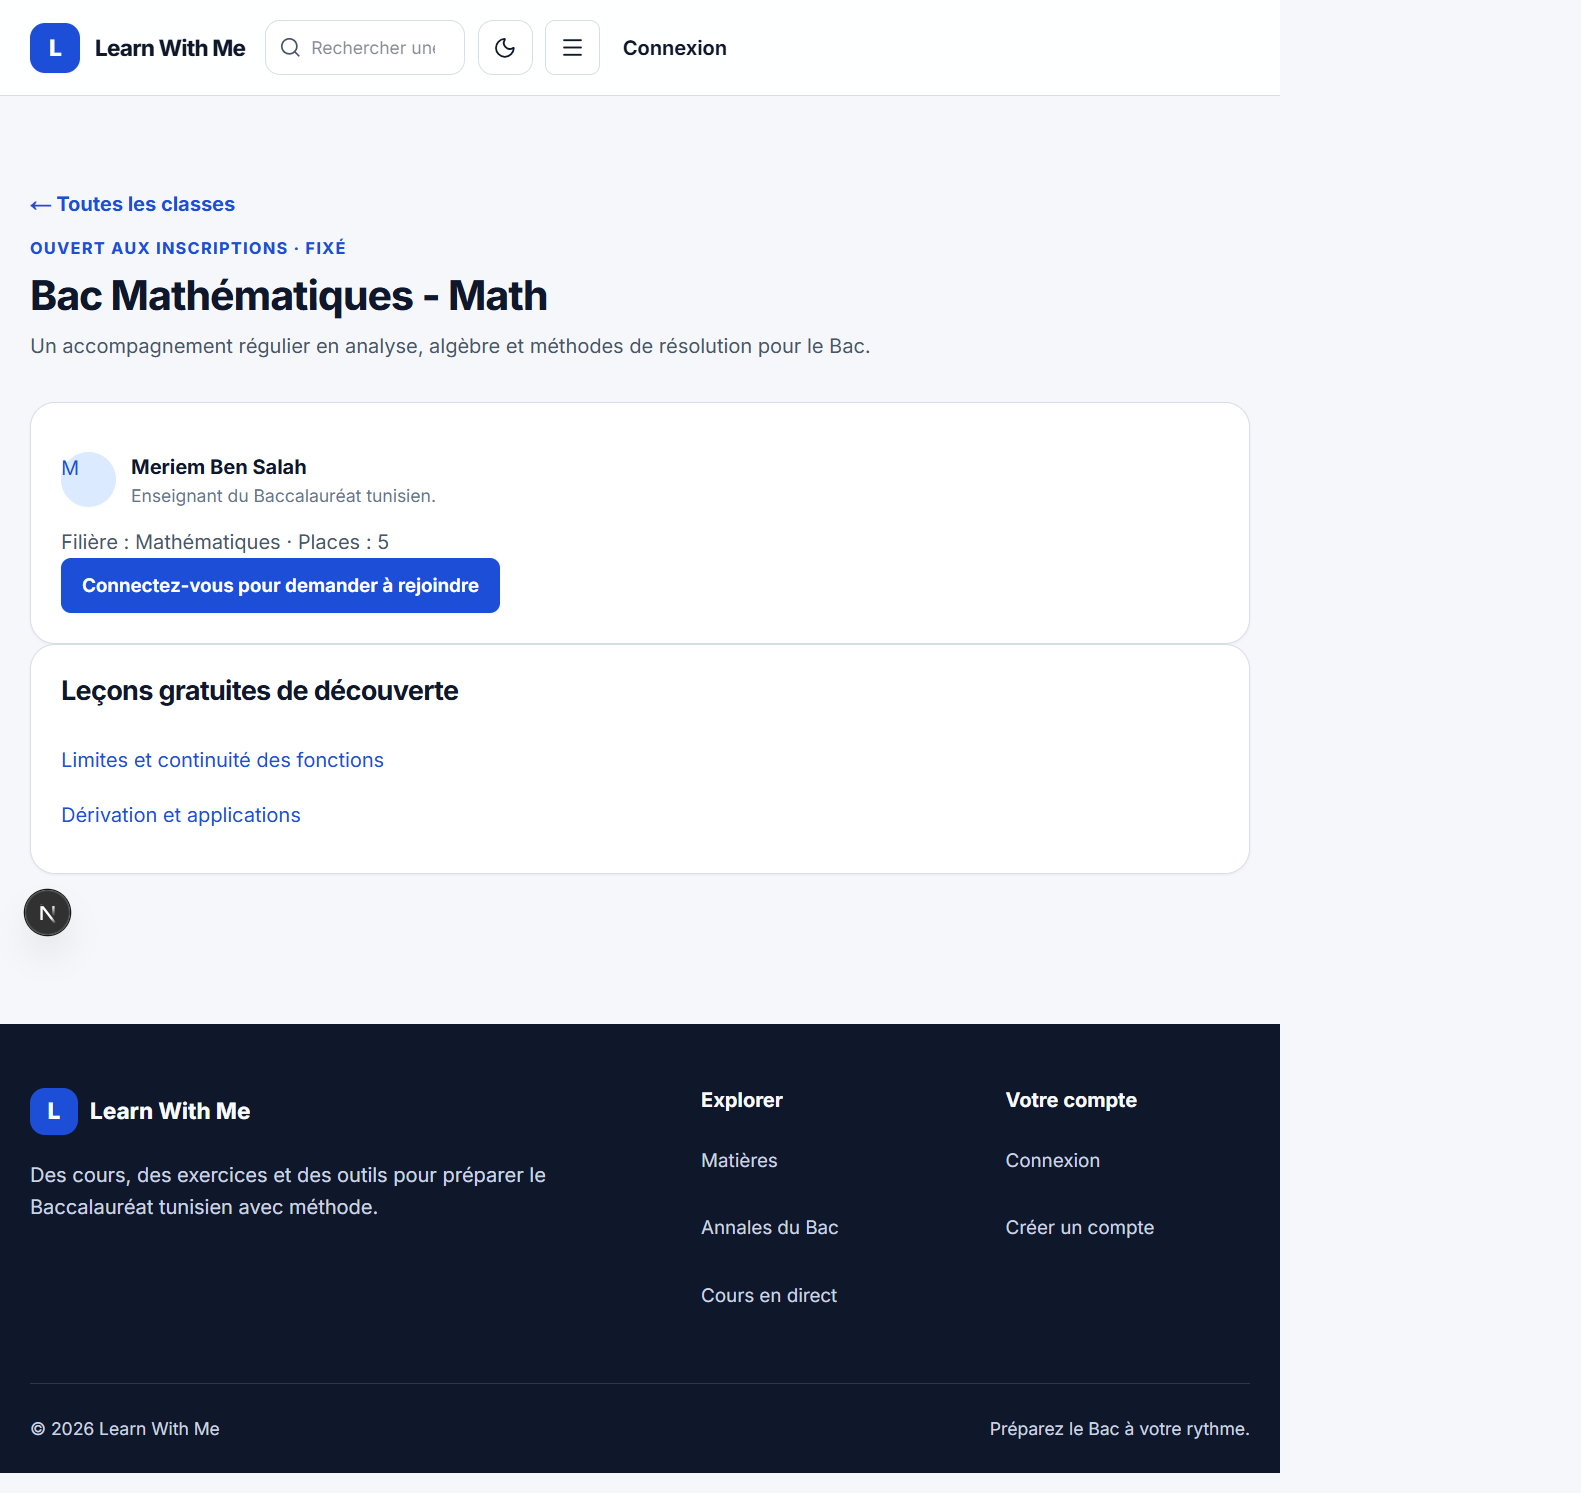 L Learn With Me Rechercher une Connexion
← Toutes les classes
OUVERT AUX INSCRIPTIONS · FIXÉ
Bac Mathématiques - Math
Un accompagnement régulier en analyse, algèbre et méthodes de résolution pour le Bac.
M Meriem Ben Salah
Enseignant du Baccalauréat tunisien.
Filière : Mathématiques · Places : 5
Connectez-vous pour demander à rejoindre
Leçons gratuites de découverte
Limites et continuité des fonctions
Dérivation et applications
N
L Learn With Me
Des cours, des exercices et des outils pour préparer le
Baccalauréat tunisien avec méthode.
Explorer
Matières
Annales du Bac
Cours en direct
Votre compte
Connexion
Créer un compte
© 2026 Learn With Me
Préparez le Bac à votre rythme.